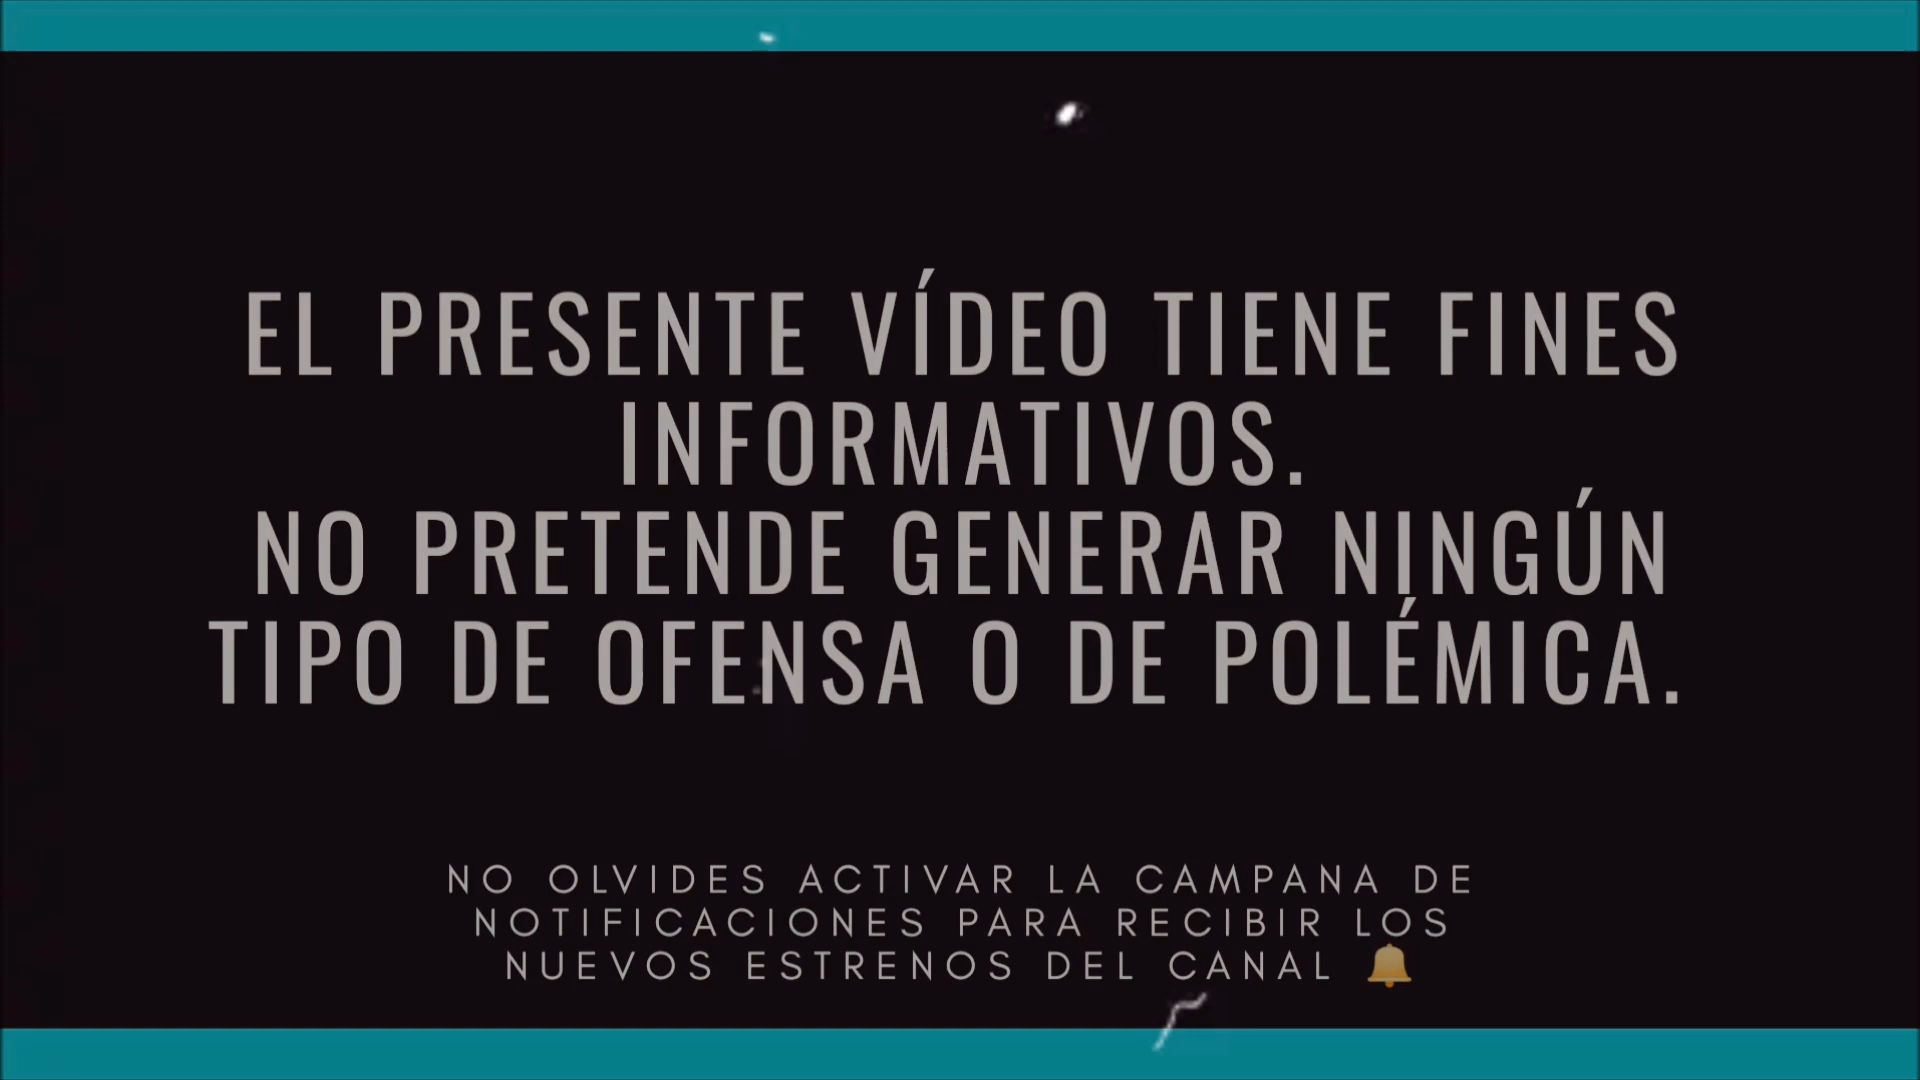 EL PRESENTE VÍDEO TIENE FINES
INFORMATIVOS.
NO PRETENDE GENERAR NINGÚN
TIPO DE OFENSA O DE POLÉMICA.
NO OLVIDES ACTIVAR LA CAMPANA DE
NOTIFICACIONES PARA RECIBIR LOS
NUEVOS ESTRENOS DEL CANAL 🔔